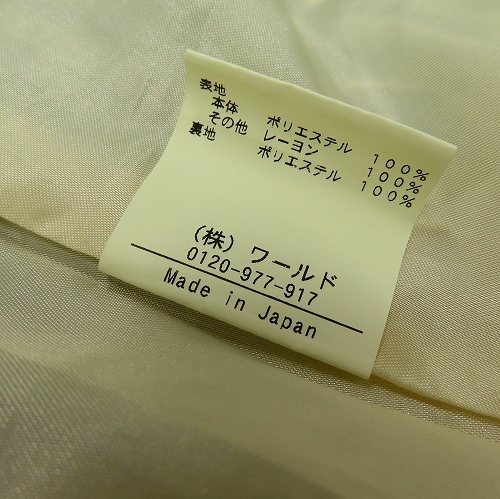 表地
本体 ポリエステル 100%
その他 レーヨン 100%
裏地 ポリエステル 100%
(株) ワールド
0120-977-917
Made in Japan